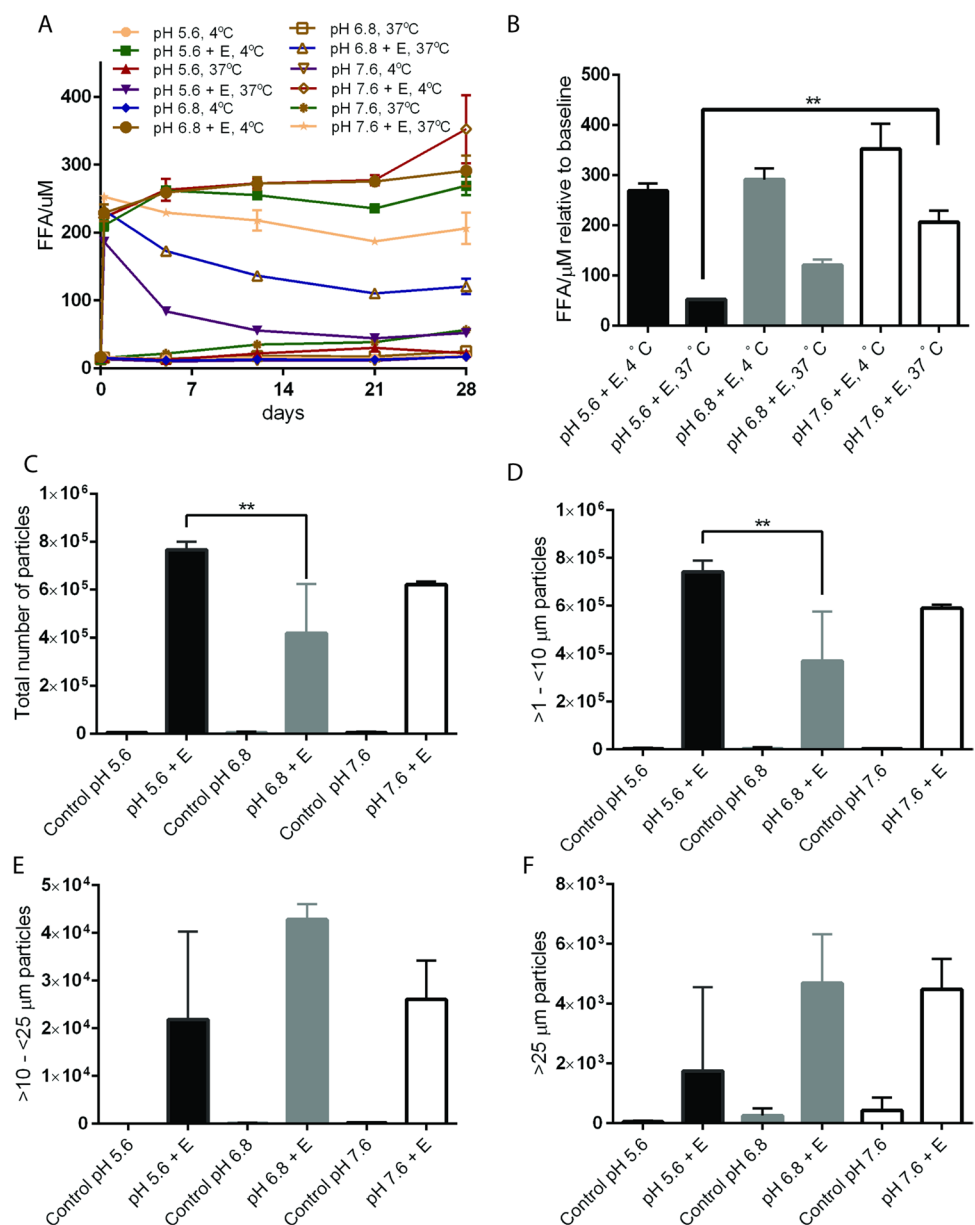 A
pH 5.6, 4ºC
pH 5.6 + E, 4ºC
pH 5.6, 37ºC
pH 5.6 + E, 37ºC
pH 6.8, 4ºC
pH 6.8 + E, 4ºC
pH 6.8, 37ºC
pH 6.8 + E, 37ºC
pH 7.6, 4ºC
pH 7.6 + E, 4ºC
pH 7.6, 37ºC
pH 7.6 + E, 37ºC
FFA/uM
400
300
200
100
0
0
7
14
21
28
days
B
FFA/μM relative to baseline
500
400
300
200
100
0
**
pH 5.6 + E, 4°C
pH 5.6 + E, 37°C
pH 6.8 + E, 4°C
pH 6.8 + E, 37°C
pH 7.6 + E, 4°C
pH 7.6 + E, 37°C
C
Total number of particles
1×10⁶
8×10⁵
6×10⁵
4×10⁵
2×10⁵
0
**
Control pH 5.6
pH 5.6 + E
Control pH 6.8
pH 6.8 + E
Control pH 7.6
pH 7.6 + E
D
>1 - <10 μm particles
1×10⁶
8×10⁵
6×10⁵
4×10⁵
2×10⁵
0
**
Control pH 5.6
pH 5.6 + E
Control pH 6.8
pH 6.8 + E
Control pH 7.6
pH 7.6 + E
E
>10 - <25 μm particles
5×10⁴
4×10⁴
3×10⁴
2×10⁴
1×10⁴
0
Control pH 5.6
pH 5.6 + E
Control pH 6.8
pH 6.8 + E
Control pH 7.6
pH 7.6 + E
F
>25 μm particles
8×10³
6×10³
4×10³
2×10³
0
Control pH 5.6
pH 5.6 + E
Control pH 6.8
pH 6.8 + E
Control pH 7.6
pH 7.6 + E